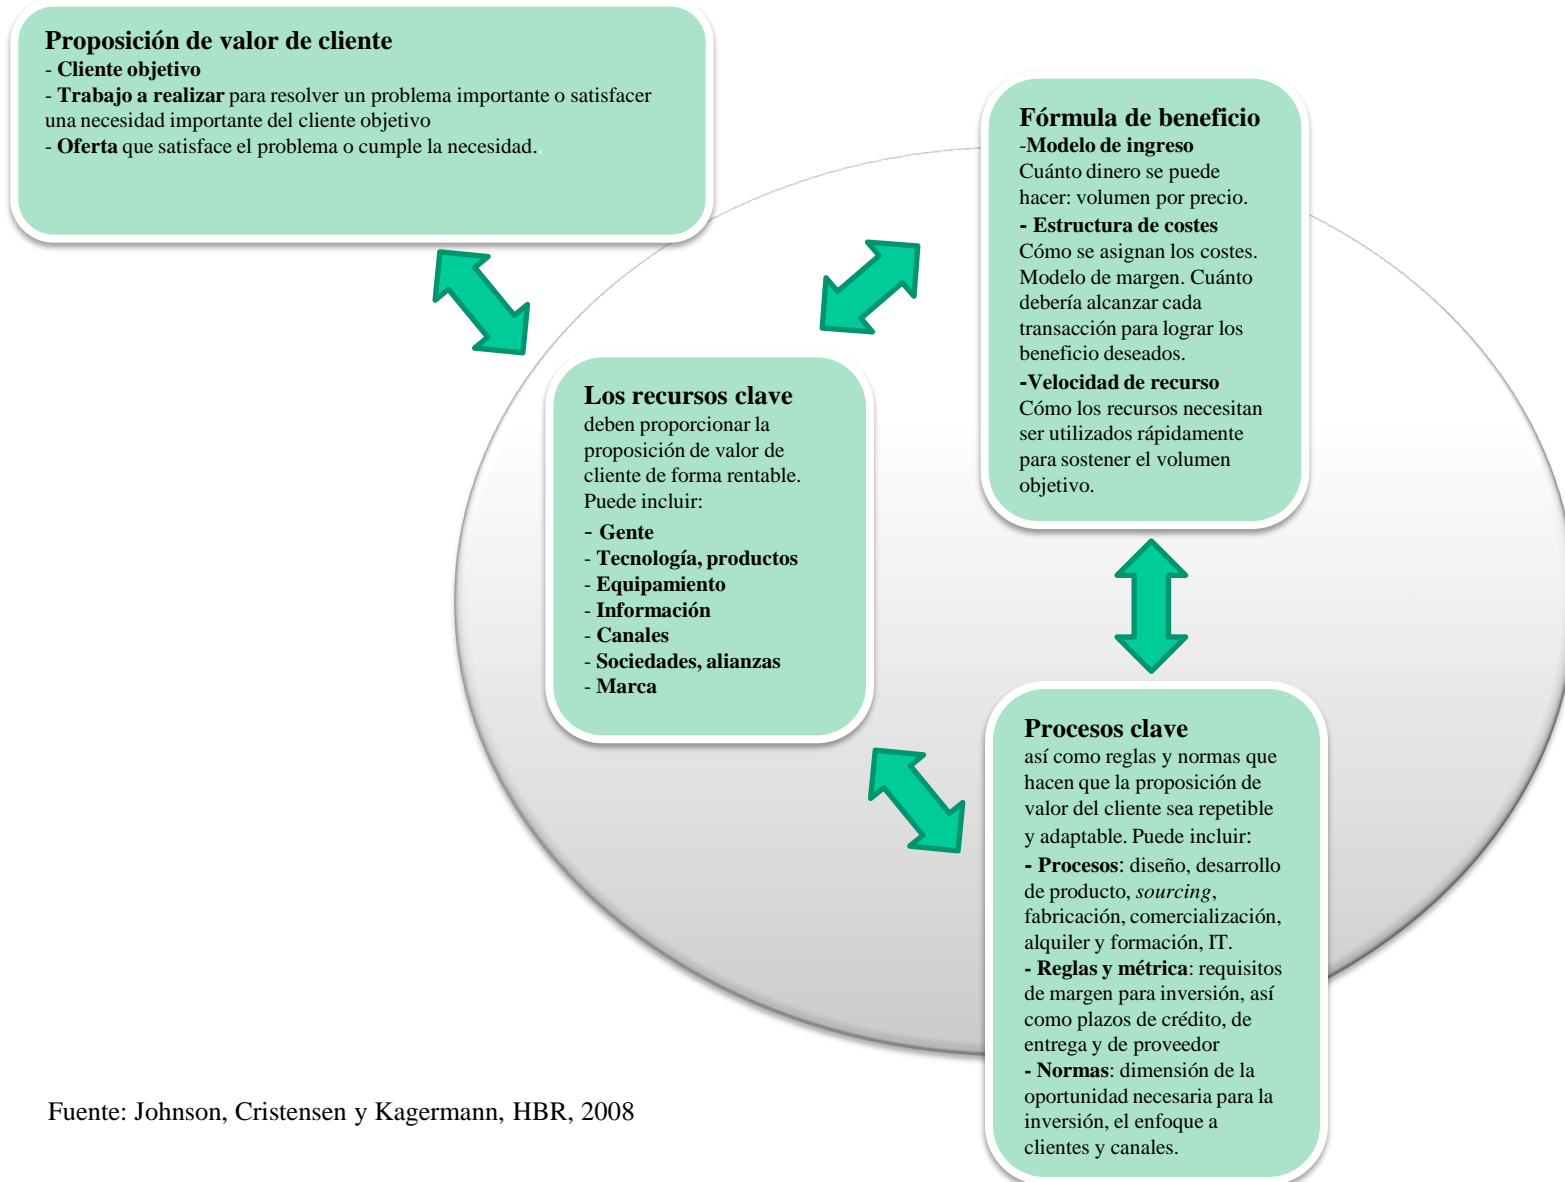 Proposición de valor de cliente
- Cliente objetivo
- Trabajo a realizar para resolver un problema importante o satisfacer
una necesidad importante del cliente objetivo
- Oferta que satisface el problema o cumple la necesidad..
Fórmula de beneficio
-Modelo de ingreso
Cuánto dinero se puede
hacer: volumen por precio.
- Estructura de costes
Cómo se asignan los costes.
Modelo de margen. Cuánto
debería alcanzar cada
transacción para lograr los
beneficio deseados.
-Velocidad de recurso
Cómo los recursos necesitan
ser utilizados rápidamente
para sostener el volumen
objetivo.
Los recursos clave
deben proporcionar la
proposición de valor de
cliente de forma rentable.
Puede incluir:
- Gente
- Tecnología, productos
- Equipamiento
- Información
- Canales
- Sociedades, alianzas
- Marca
Procesos clave
así como reglas y normas que
hacen que la proposición de
valor del cliente sea repetible
y adaptable. Puede incluir:
- Procesos: diseño, desarrollo
de producto, sourcing,
fabricación, comercialización,
alquiler y formación, IT.
- Reglas y métrica: requisitos
de margen para inversión, así
como plazos de crédito, de
entrega y de proveedor
- Normas: dimensión de la
oportunidad necesaria para la
inversión, el enfoque a
clientes y canales.
Fuente: Johnson, Cristensen y Kagermann, HBR, 2008